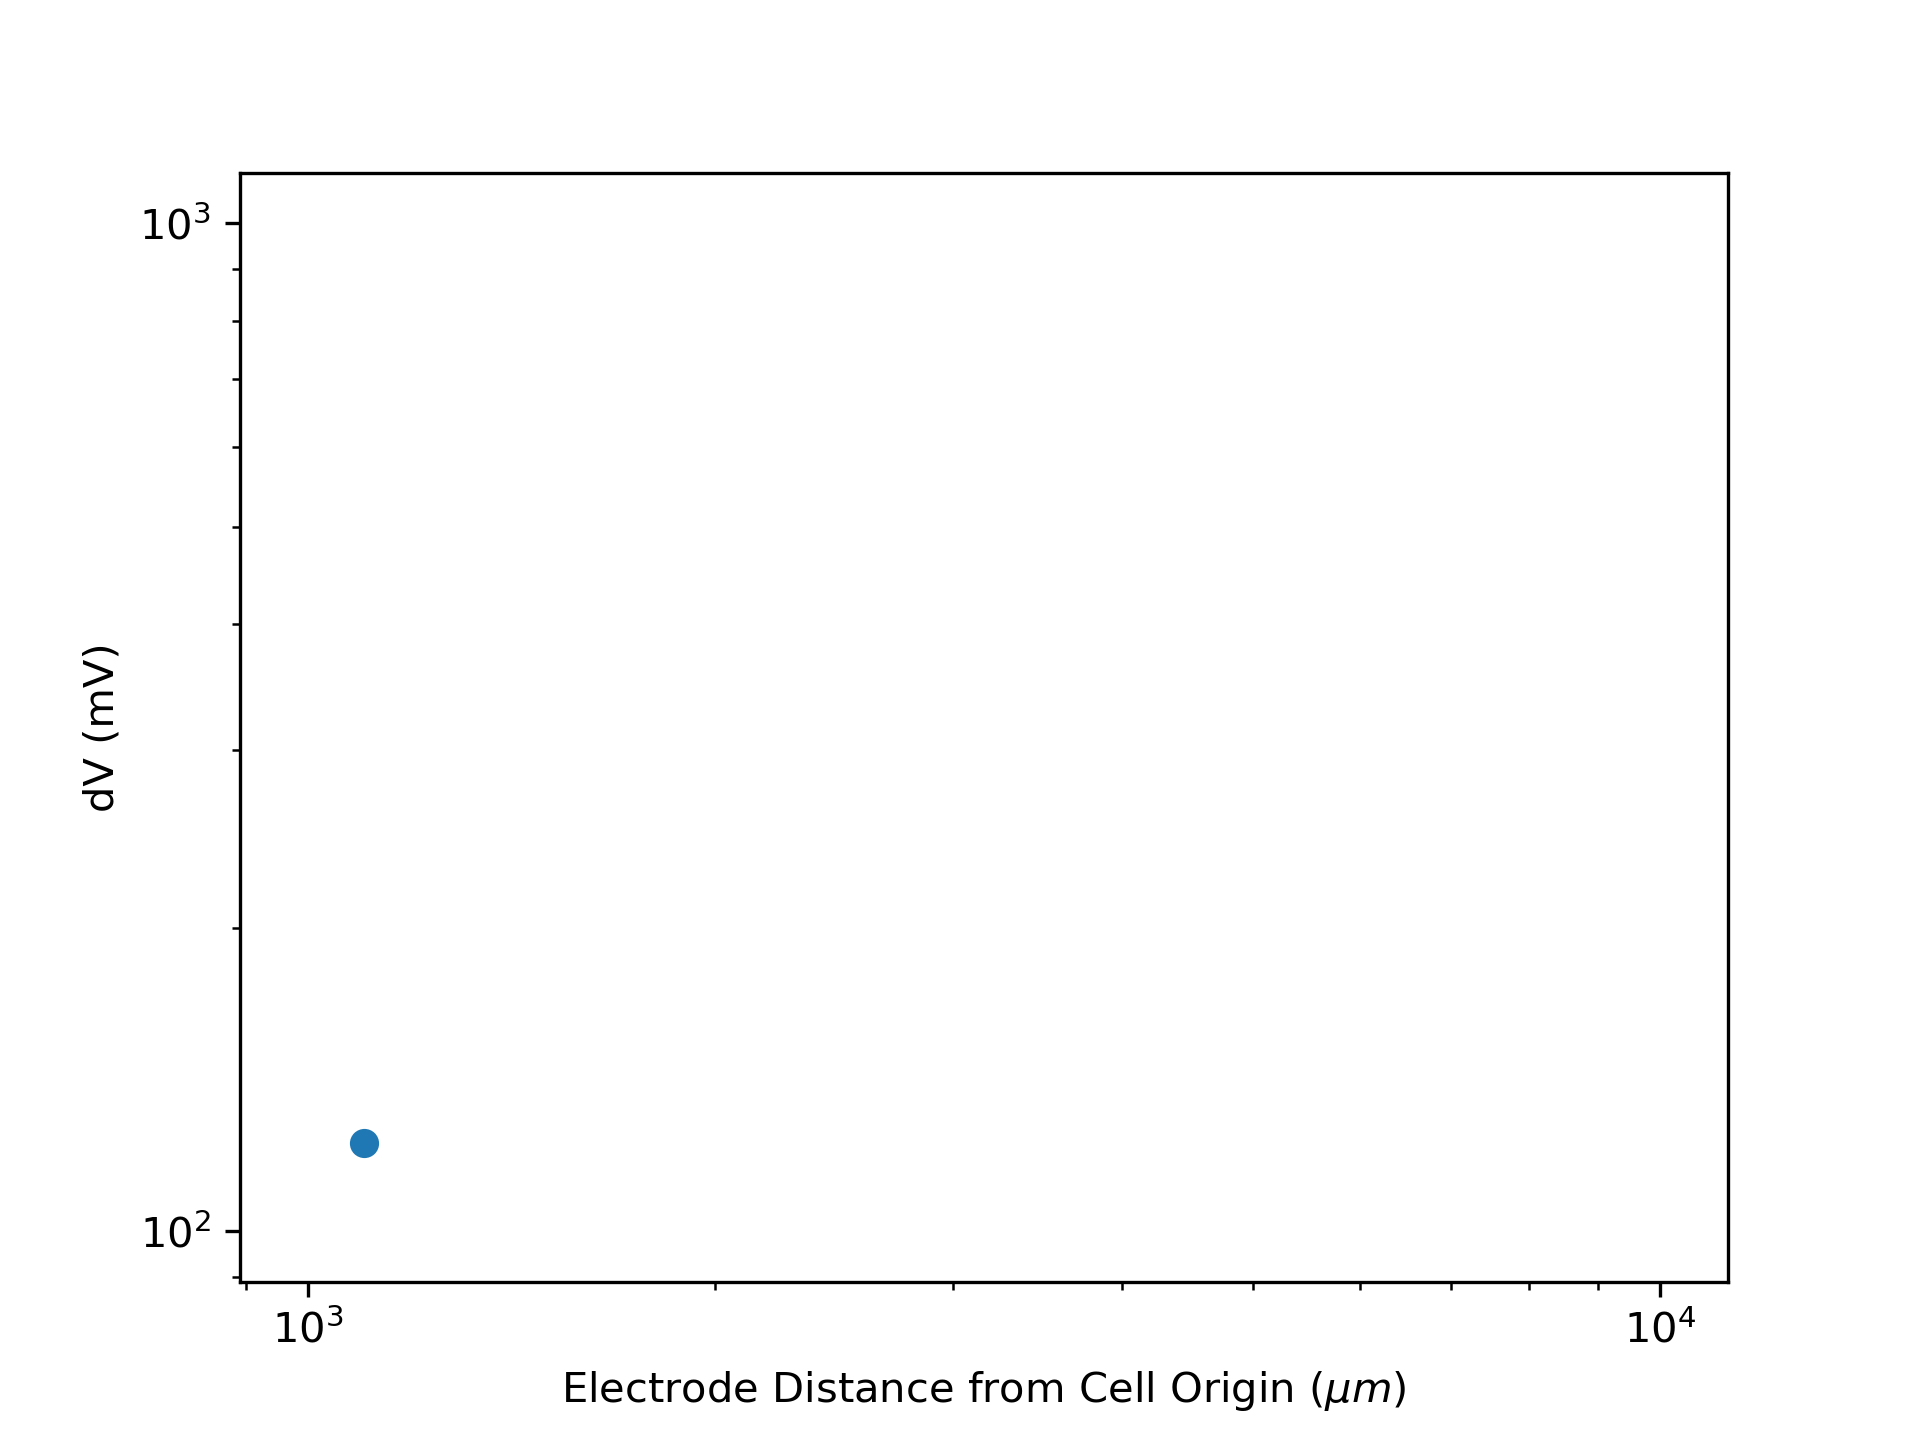 10³
dV (mV)
10²
10³
10⁴
Electrode Distance from Cell Origin (μm)